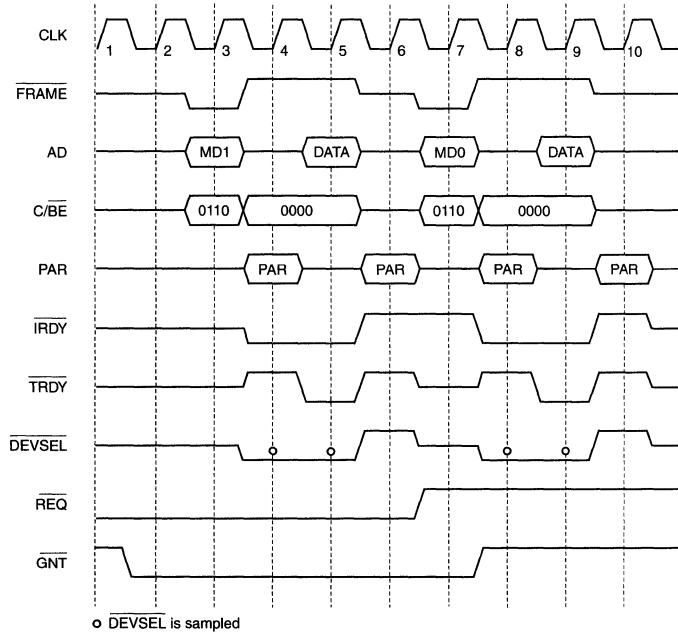 CLK
1 2 3 4 5 6 7 8 9 10
FRAME
AD MD1 DATA MD0 DATA
C/BE 0110 0000 0110 0000
PAR PAR PAR PAR PAR
IRDY
TRDY
DEVSEL
REQ
GNT
DEVSEL is sampled